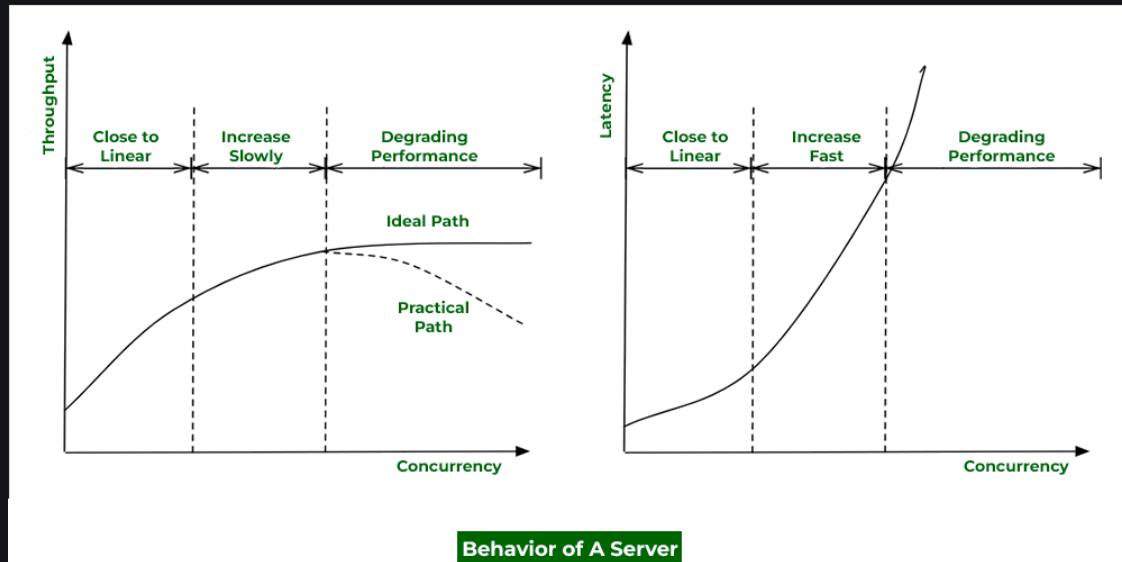 Throughput
Close to
Linear
Increase
Slowly
Degrading
Performance
Ideal Path
Practical
Path
Concurrency
Latency
Close to
Linear
Increase
Fast
Degrading
Performance
Concurrency
Behavior of A Server